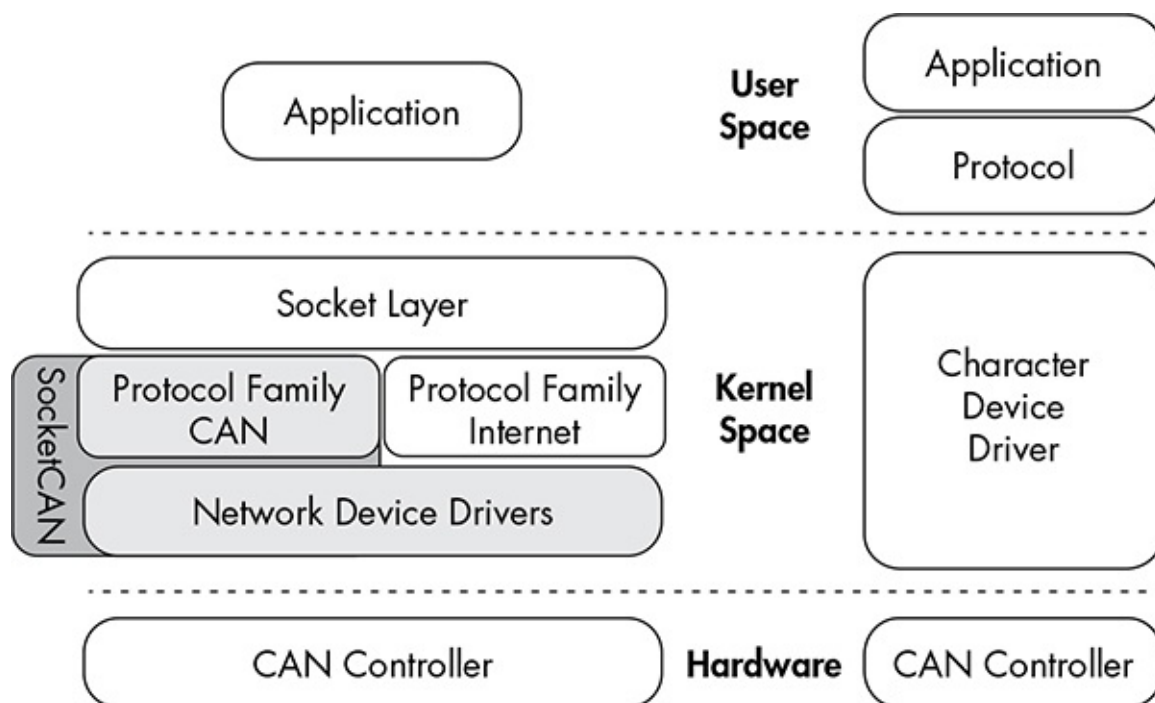 Application
User
Space
Application
Protocol
Socket Layer
SocketCAN
Protocol Family
CAN
Protocol Family
Internet
Network Device Drivers
Kernel
Space
Character
Device
Driver
CAN Controller
Hardware
CAN Controller